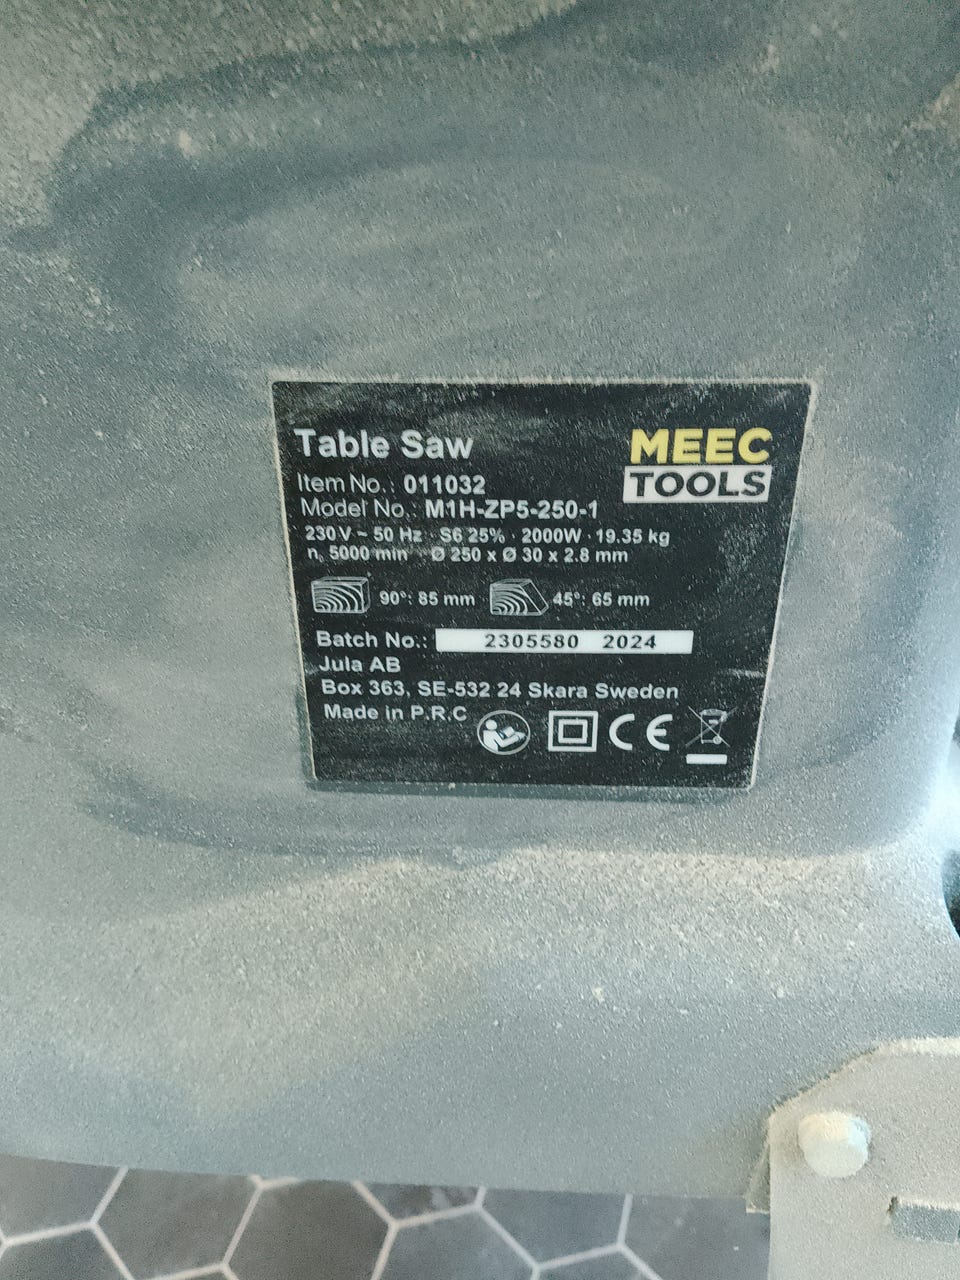 Table Saw
MEEC
TOOLS
Item No.: 011032
Model No.: M1H-ZP5-250-1
230 V ~ 50 Hz · S6 25% · 2000W · 19.35 kg
n₀ 5000 min Ø 250 x Ø 30 x 2.8 mm
90°: 85 mm 45°: 65 mm
Batch No.: 2305580 2024
Jula AB
Box 363, SE-532 24 Skara Sweden
Made in P.R.C
CE